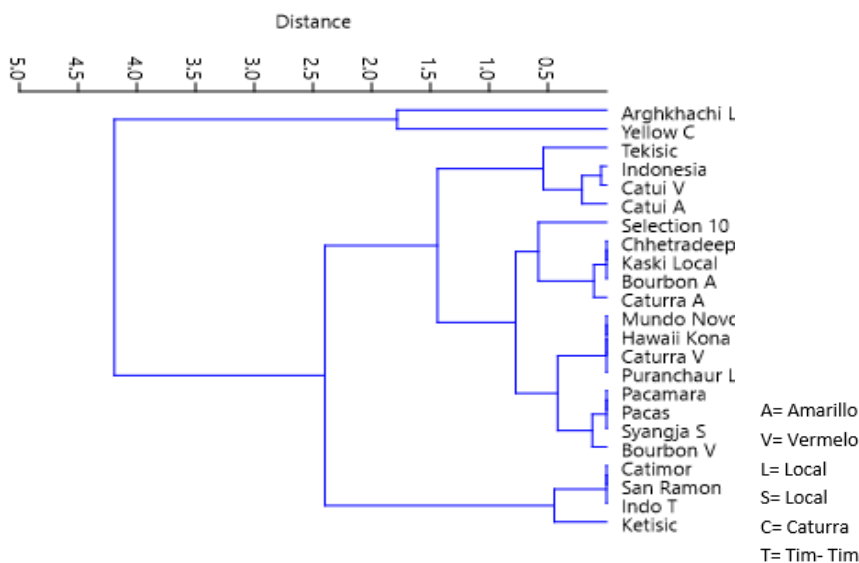 Distance
5.0 4.5 4.0 3.5 3.0 2.5 2.0 1.5 1.0 0.5
Arghkhachi L
Yellow C
Tekisic
Indonesia
Catui V
Catui A
Selection 10
Chhetradeep
Kaski Local
Bourbon A
Caturra A
Mundo Novo
Hawaii Kona
Caturra V
Puranchaur L
Pacamara
Pacas
Syangja S
Bourbon V
Catimor
San Ramon
Indo T
Ketisic
A= Amarillo
V= Vermelo
L= Local
S= Local
C= Caturra
T= Tim- Tim